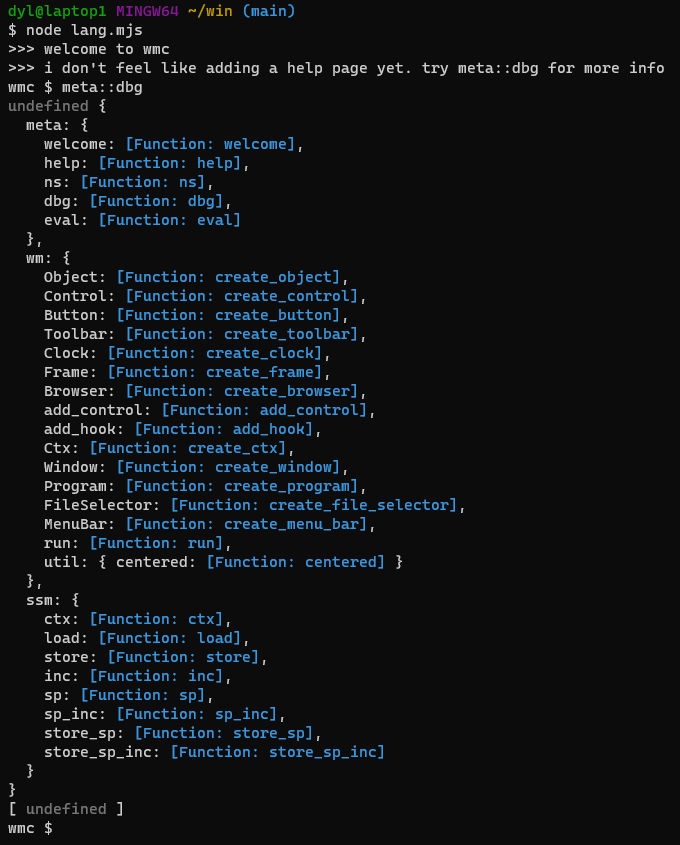 dyl@laptop1 MINGW64 ~/win (main)
$ node lang.mjs
>>> welcome to wmc
>>> i don't feel like adding a help page yet. try meta::dbg for more info
wmc $ meta::dbg
undefined {
  meta: {
    welcome: [Function: welcome],
    help: [Function: help],
    ns: [Function: ns],
    dbg: [Function: dbg],
    eval: [Function: eval]
  },
  wm: {
    Object: [Function: create_object],
    Control: [Function: create_control],
    Button: [Function: create_button],
    Toolbar: [Function: create_toolbar],
    Clock: [Function: create_clock],
    Frame: [Function: create_frame],
    Browser: [Function: create_browser],
    add_control: [Function: add_control],
    add_hook: [Function: add_hook],
    Ctx: [Function: create_ctx],
    Window: [Function: create_window],
    Program: [Function: create_program],
    FileSelector: [Function: create_file_selector],
    MenuBar: [Function: create_menu_bar],
    run: [Function: run],
    util: { centered: [Function: centered] }
  },
  ssm: {
    ctx: [Function: ctx],
    load: [Function: load],
    store: [Function: store],
    inc: [Function: inc],
    sp: [Function: sp],
    sp_inc: [Function: sp_inc],
    store_sp: [Function: store_sp],
    store_sp_inc: [Function: store_sp_inc]
  }
}
[ undefined ]
wmc $